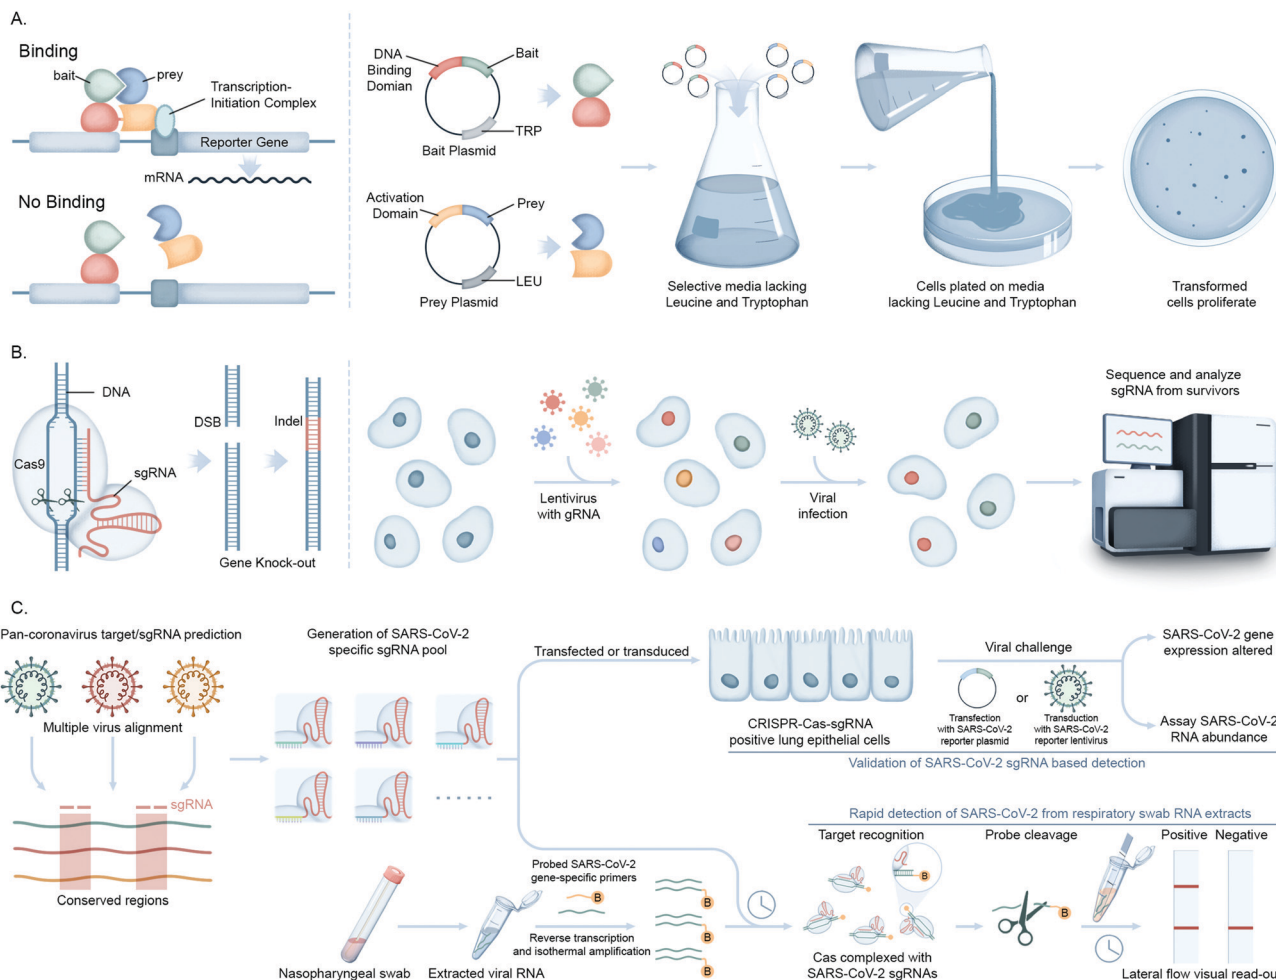 A.
Binding
bait
prey
Transcription-
Initiation Complex
Reporter Gene
mRNA
No Binding
DNA
Binding
Domian
Bait
TRP
Bait Plasmid
Activation
Domain
Prey
LEU
Prey Plasmid
Selective media lacking
Leucine and Tryptophan
Cells plated on media
lacking Leucine and Tryptophan
Transformed
cells proliferate
B.
DNA
Cas9
sgRNA
DSB
Indel
Gene Knock-out
Lentivirus
with gRNA
Viral
infection
Sequence and analyze
sgRNA from survivors
C.
Pan-coronavirus target/sgRNA prediction
Multiple virus alignment
sgRNA
Conserved regions
Generation of SARS-CoV-2
specific sgRNA pool
Transfected or transduced
CRISPR-Cas-sgRNA
positive lung epithelial cells
Viral challenge
or
Transfection
with SARS-CoV-2
reporter plasmid
Transduction
with SARS-CoV-2
reporter lentivirus
SARS-CoV-2 gene
expression altered
Assay SARS-CoV-2
RNA abundance
Validation of SARS-CoV-2 sgRNA based detection
Rapid detection of SARS-CoV-2 from respiratory swab RNA extracts
Nasopharyngeal swab
Extracted viral RNA
Probed SARS-CoV-2
gene-specific primers
B
Reverse transcription
and isothermal amplification
B
B
B
Target recognition
B
Cas complexed with
SARS-CoV-2 sgRNAs
Probe cleavage
B
Positive
Negative
Lateral flow visual read-out